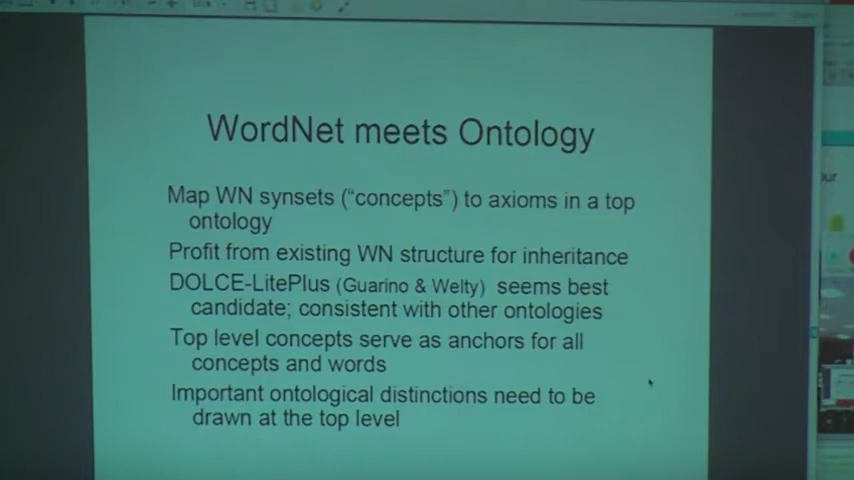 WordNet meets Ontology
Map WN synsets (“concepts”) to axioms in a top
ontology
Profit from existing WN structure for inheritance
DOLCE-LitePlus (Guarino & Welty) seems best
candidate; consistent with other ontologies
Top level concepts serve as anchors for all
concepts and words
Important ontological distinctions need to be
drawn at the top level